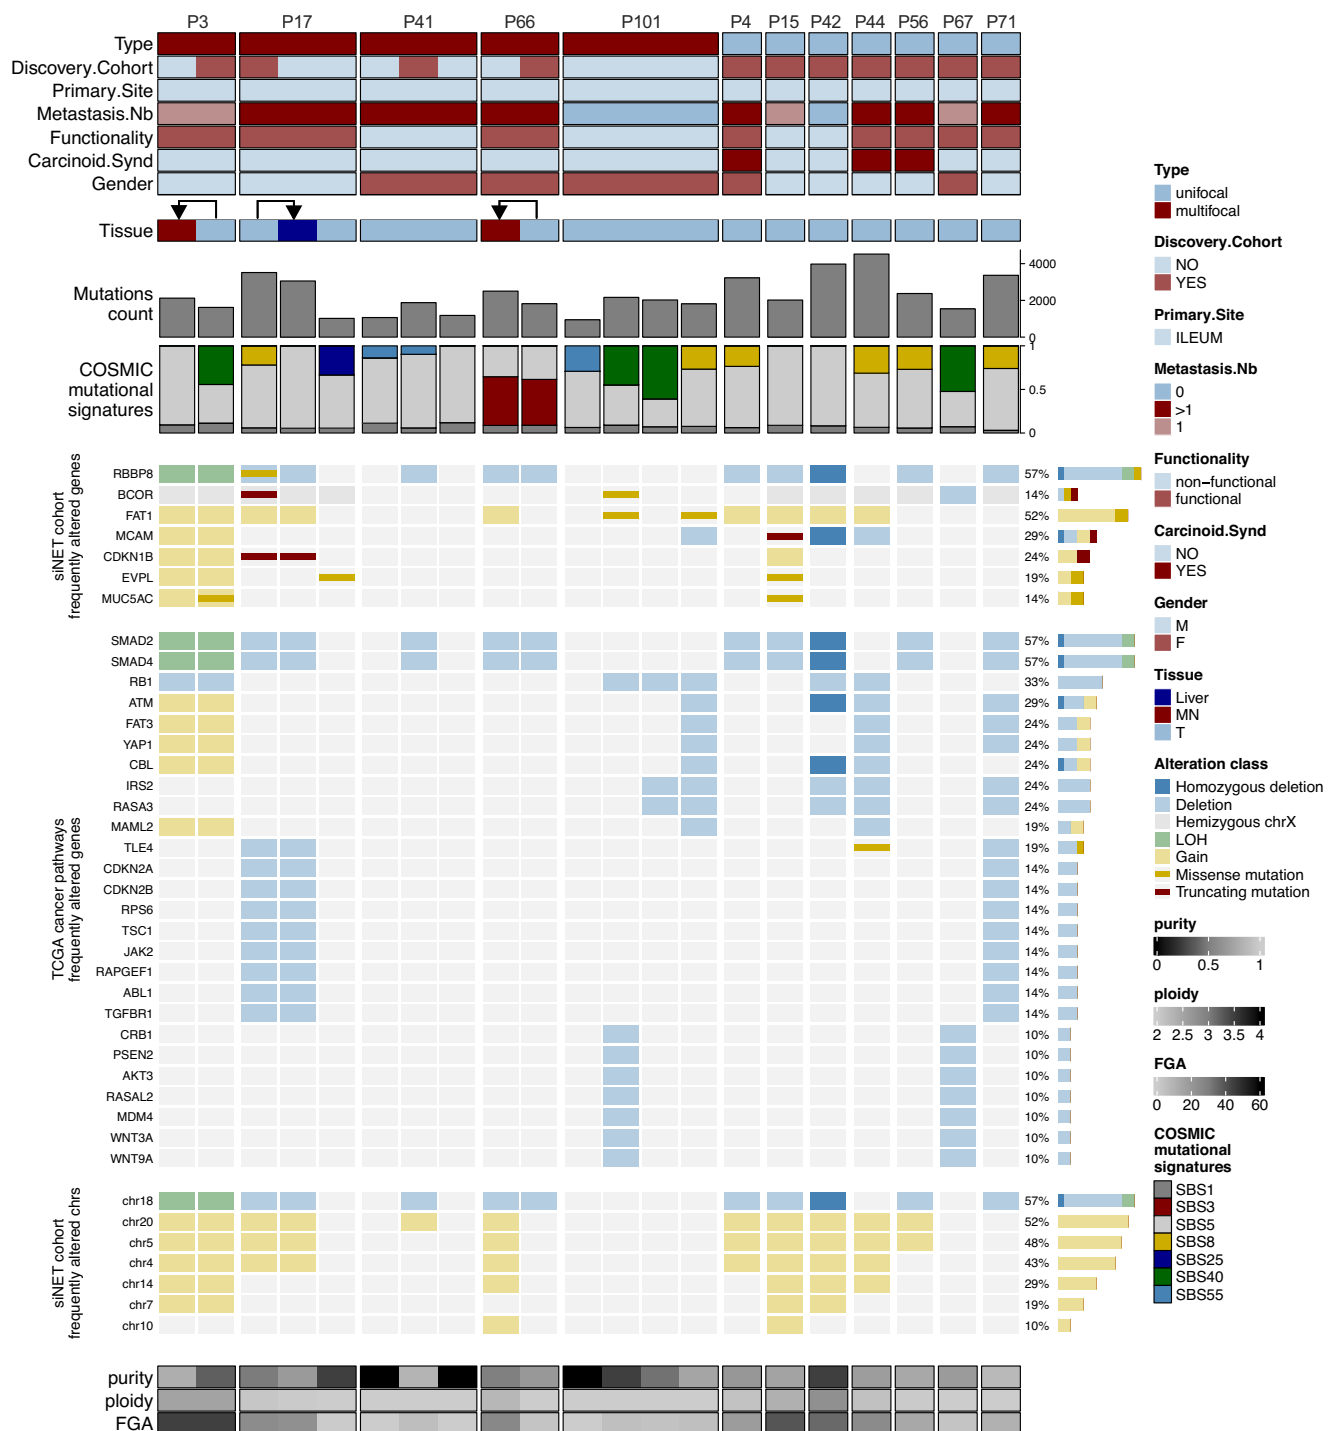 P3 P17 P41 P66 P101 P4 P15 P42 P44 P56 P67 P71
Type
Discovery.Cohort
Primary.Site
Metastasis.Nb
Functionality
Carcinoid.Synd
Gender
Tissue
Mutations
count
4000
2000
0
COSMIC
mutational
signatures
1
0.5
0
siNET cohort
frequently altered genes
RBBP8 57%
BCOR 14%
FAT1 52%
MCAM 29%
CDKN1B 24%
EVPL 19%
MUC5AC 14%
TCGA cancer pathways
frequently altered genes
SMAD2 57%
SMAD4 57%
RB1 33%
ATM 29%
FAT3 24%
YAP1 24%
CBL 24%
IRS2 24%
RASA3 24%
MAML2 19%
TLE4 19%
CDKN2A 14%
CDKN2B 14%
RPS6 14%
TSC1 14%
JAK2 14%
RAPGEF1 14%
ABL1 14%
TGFBR1 14%
CRB1 10%
PSEN2 10%
AKT3 10%
RASAL2 10%
MDM4 10%
WNT3A 10%
WNT9A 10%
siNET cohort
frequently altered chrs
chr18 57%
chr20 52%
chr5 48%
chr4 43%
chr14 29%
chr7 19%
chr10 10%
purity
ploidy
FGA
Type
unifocal
multifocal
Discovery.Cohort
NO
YES
Primary.Site
ILEUM
Metastasis.Nb
0
>1
1
Functionality
non−functional
functional
Carcinoid.Synd
NO
YES
Gender
M
F
Tissue
Liver
MN
T
Alteration class
Homozygous deletion
Deletion
Hemizygous chrX
LOH
Gain
Missense mutation
Truncating mutation
purity
0 0.5 1
ploidy
2 2.5 3 3.5 4
FGA
0 20 40 60
COSMIC
mutational
signatures
SBS1
SBS3
SBS5
SBS8
SBS25
SBS40
SBS55